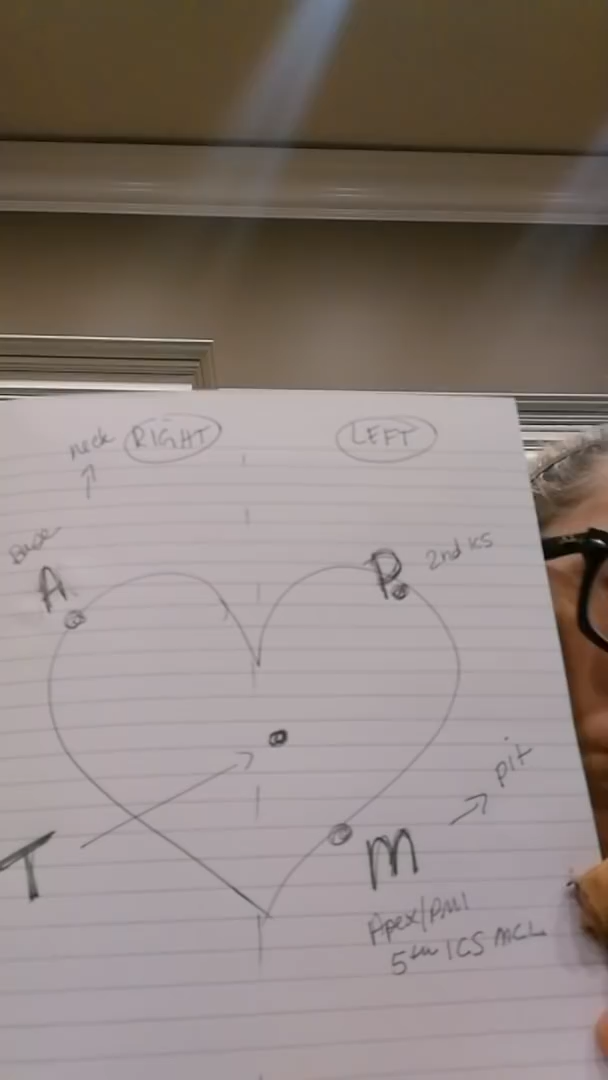 neck RIGHT LEFT
Base
A
P 2nd ICS
T
M → pit
Apex/PMI
5th ICS MCL